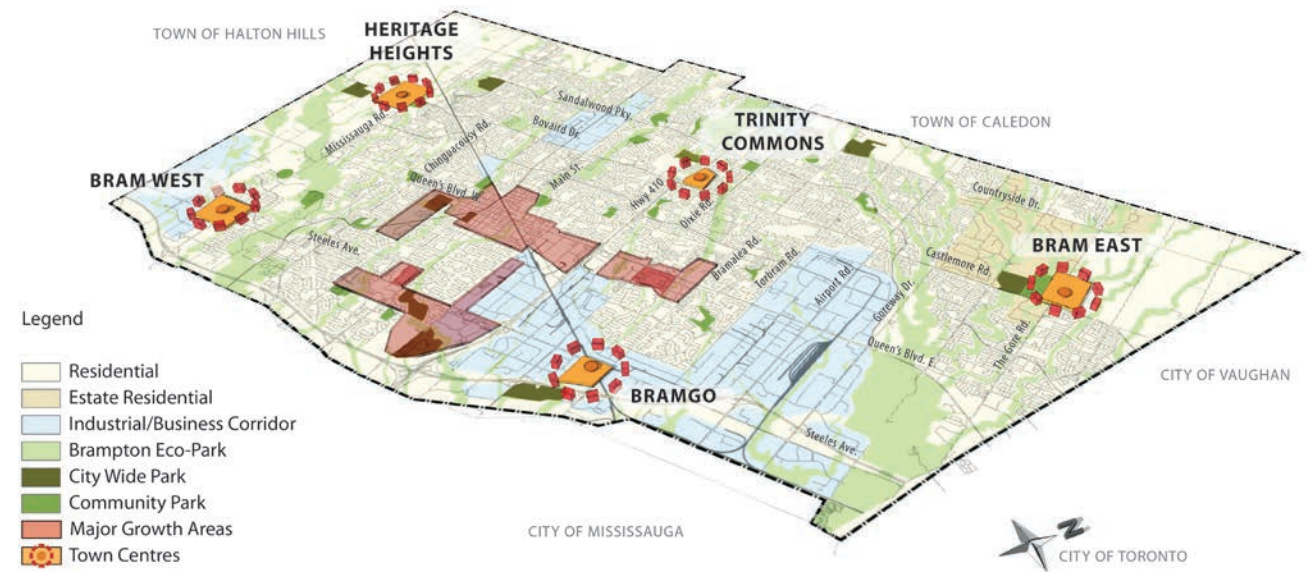 TOWN OF HALTON HILLS
HERITAGE
HEIGHTS
Sandalwood Pky.
Mississauga Rd.
Bovaird Dr.
Chinguacousy Rd.
TRINITY
COMMONS
TOWN OF CALEDON
BRAM WEST
Queen's Blvd. W.
Main St.
Hwy 410
Dixie Rd.
Countryside Dr.
Steeles Ave.
Bramalea Rd.
Torbram Rd.
Airport Rd.
Castlemore Rd.
BRAM EAST
Goreway Dr.
Queen's Blvd. E.
The Gore Rd.
CITY OF VAUGHAN
BRAMGO
Steeles Ave.
Legend
Residential
Estate Residential
Industrial/Business Corridor
Brampton Eco-Park
City Wide Park
Community Park
Major Growth Areas
Town Centres
CITY OF MISSISSAUGA
N
CITY OF TORONTO